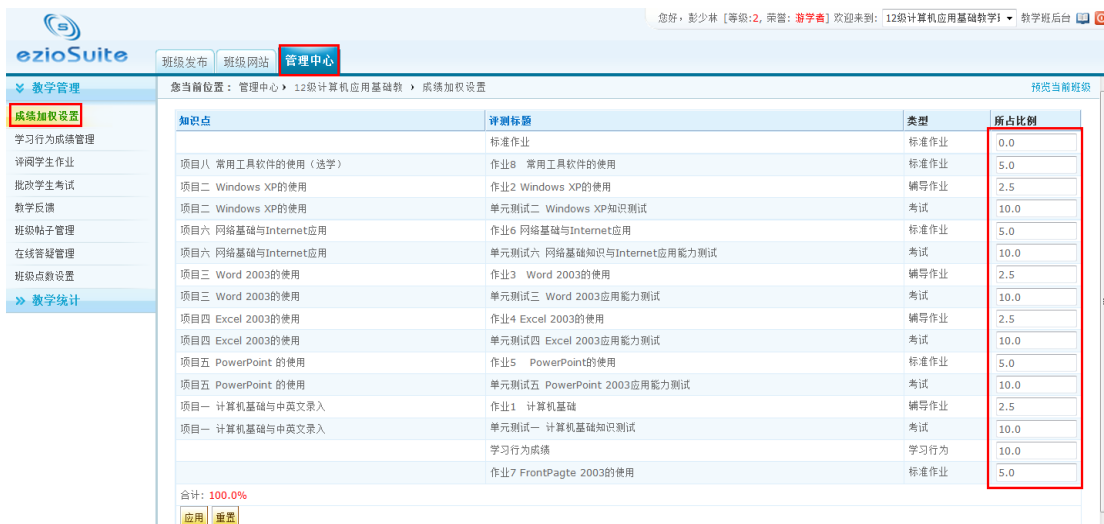 您好，彭少林 [等级:2, 荣誉: 游学者] 欢迎来到: 12级计算机应用基础教学 教学班后台
ezioSuite
班级发布 班级网站 管理中心
教学管理
您当前位置： 管理中心 12级计算机应用基础教 成绩加权设置 预览当前班级
成绩加权设置
学习行为成绩管理
评阅学生作业
批改学生考试
教学反馈
班级帖子管理
在线答疑管理
班级点数设置
教学统计
知识点 评测标题 类型 所占比例
标准作业 标准作业 0.0
项目八 常用工具软件的使用（选学） 作业8 常用工具软件的使用 标准作业 5.0
项目二 Windows XP的使用 作业2 Windows XP的使用 辅导作业 2.5
项目二 Windows XP的使用 单元测试二 Windows XP知识测试 考试 10.0
项目六 网络基础与Internet应用 作业6 网络基础与Internet应用 标准作业 5.0
项目六 网络基础与Internet应用 单元测试六 网络基础知识与Internet应用能力测试 考试 10.0
项目三 Word 2003的使用 作业3 Word 2003的使用 辅导作业 2.5
项目三 Word 2003的使用 单元测试三 Word 2003应用能力测试 考试 10.0
项目四 Excel 2003的使用 作业4 Excel 2003的使用 辅导作业 2.5
项目四 Excel 2003的使用 单元测试四 Excel 2003应用能力测试 考试 10.0
项目五 PowerPoint 的使用 作业5 PowerPoint的使用 标准作业 5.0
项目五 PowerPoint 的使用 单元测试五 PowerPoint 2003应用能力测试 考试 10.0
项目一 计算机基础与中英文录入 作业1 计算机基础 辅导作业 2.5
项目一 计算机基础与中英文录入 单元测试一 计算机基础知识测试 考试 10.0
学习行为成绩 学习行为 10.0
作业7 FrontPagte 2003的使用 标准作业 5.0
合计: 100.0%
应用 重置